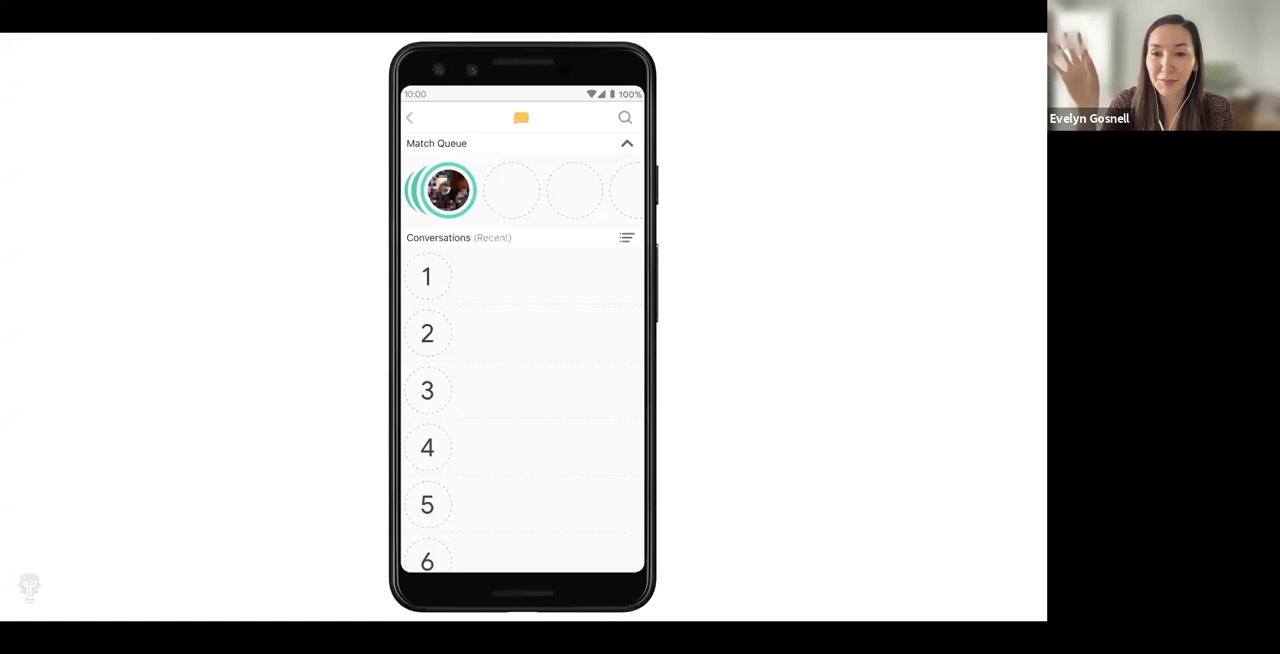 10:00 100%
Match Queue
Conversations (Recent)
1
2
3
4
5
6
Evelyn Gosnell